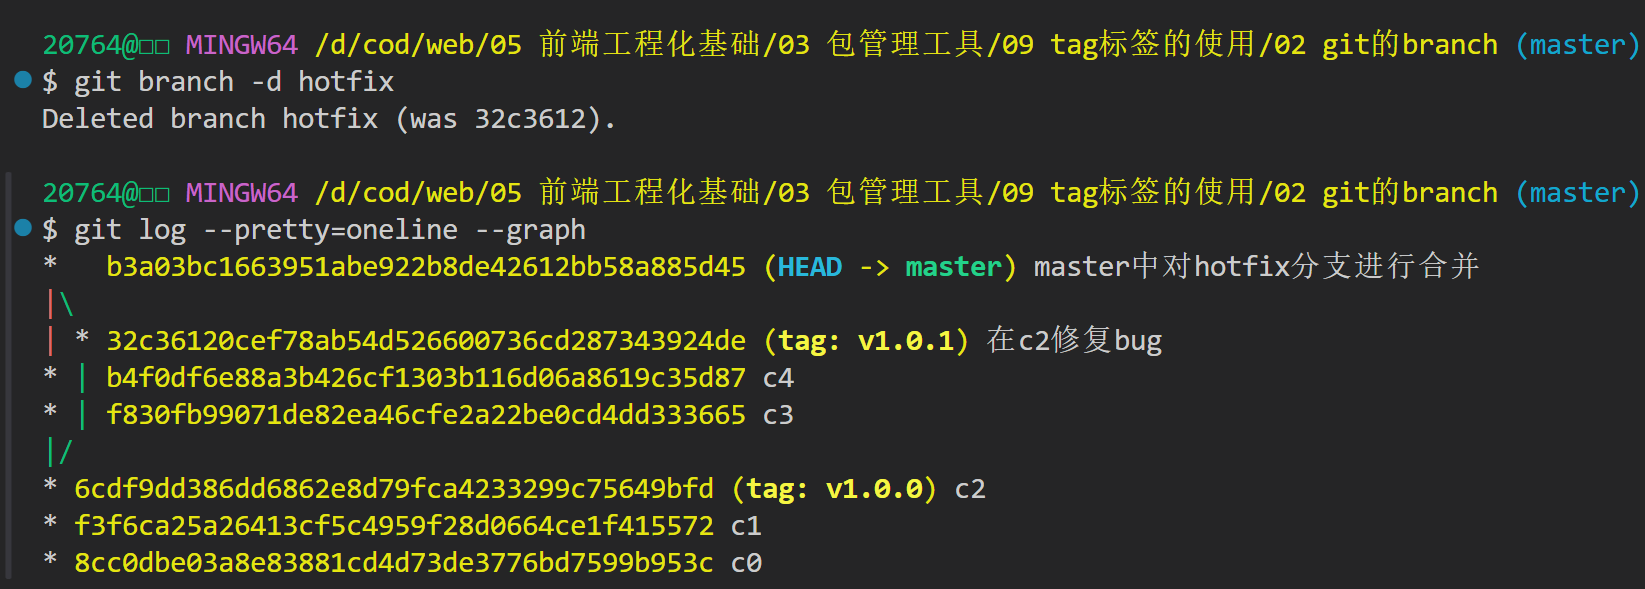 20764@□□ MINGW64 /d/cod/web/05 前端工程化基础/03 包管理工具/09 tag标签的使用/02 git的branch (master)
$ git branch -d hotfix
Deleted branch hotfix (was 32c3612).
20764@□□ MINGW64 /d/cod/web/05 前端工程化基础/03 包管理工具/09 tag标签的使用/02 git的branch (master)
$ git log --pretty=oneline --graph
*   b3a03bc1663951abe922b8de42612bb58a885d45 (HEAD -> master) master中对hotfix分支进行合并
|\
| * 32c36120cef78ab54d526600736cd287343924de (tag: v1.0.1) 在c2修复bug
* | b4f0df6e88a3b426cf1303b116d06a8619c35d87 c4
* | f830fb99071de82ea46cfe2a22be0cd4dd333665 c3
|/
* 6cdf9dd386dd6862e8d79fca4233299c75649bfd (tag: v1.0.0) c2
* f3f6ca25a26413cf5c4959f28d0664ce1f415572 c1
* 8cc0dbe03a8e83881cd4d73de3776bd7599b953c c0